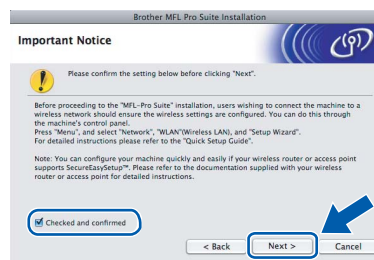 Brother MFL Pro Suite Installation
Important Notice
Please confirm the setting below before clicking "Next".
Before proceeding to the "MFL-Pro Suite" installation, users wishing to connect the machine to a
wireless network should ensure the wireless settings are configured. You can do this through
the machine's control panel.
Press "Menu", and select "Network", "WLAN"(Wireless LAN), and "Setup Wizard".
For detailed instructions please refer to the "Quick Setup Guide".
Note: You can configure your machine quickly and easily if your wireless router or access point
supports SecureEasySetup™. Please refer to the documentation supplied with your wireless
router or access point for detailed instructions.
Checked and confirmed
< Back Next > Cancel